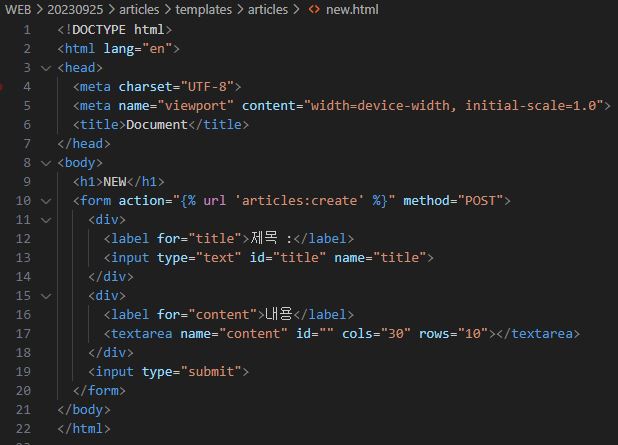 WEB > 20230925 > articles > templates > articles > <> new.html
1 <!DOCTYPE html>
2 <html lang="en">
3 <head>
4 <meta charset="UTF-8">
5 <meta name="viewport" content="width=device-width, initial-scale=1.0">
6 <title>Document</title>
7 </head>
8 <body>
9 <h1>NEW</h1>
10 <form action="{% url 'articles:create' %}" method="POST">
11 <div>
12 <label for="title">제목 :</label>
13 <input type="text" id="title" name="title">
14 </div>
15 <div>
16 <label for="content">내용</label>
17 <textarea name="content" id="" cols="30" rows="10"></textarea>
18 </div>
19 <input type="submit">
20 </form>
21 </body>
22 </html>